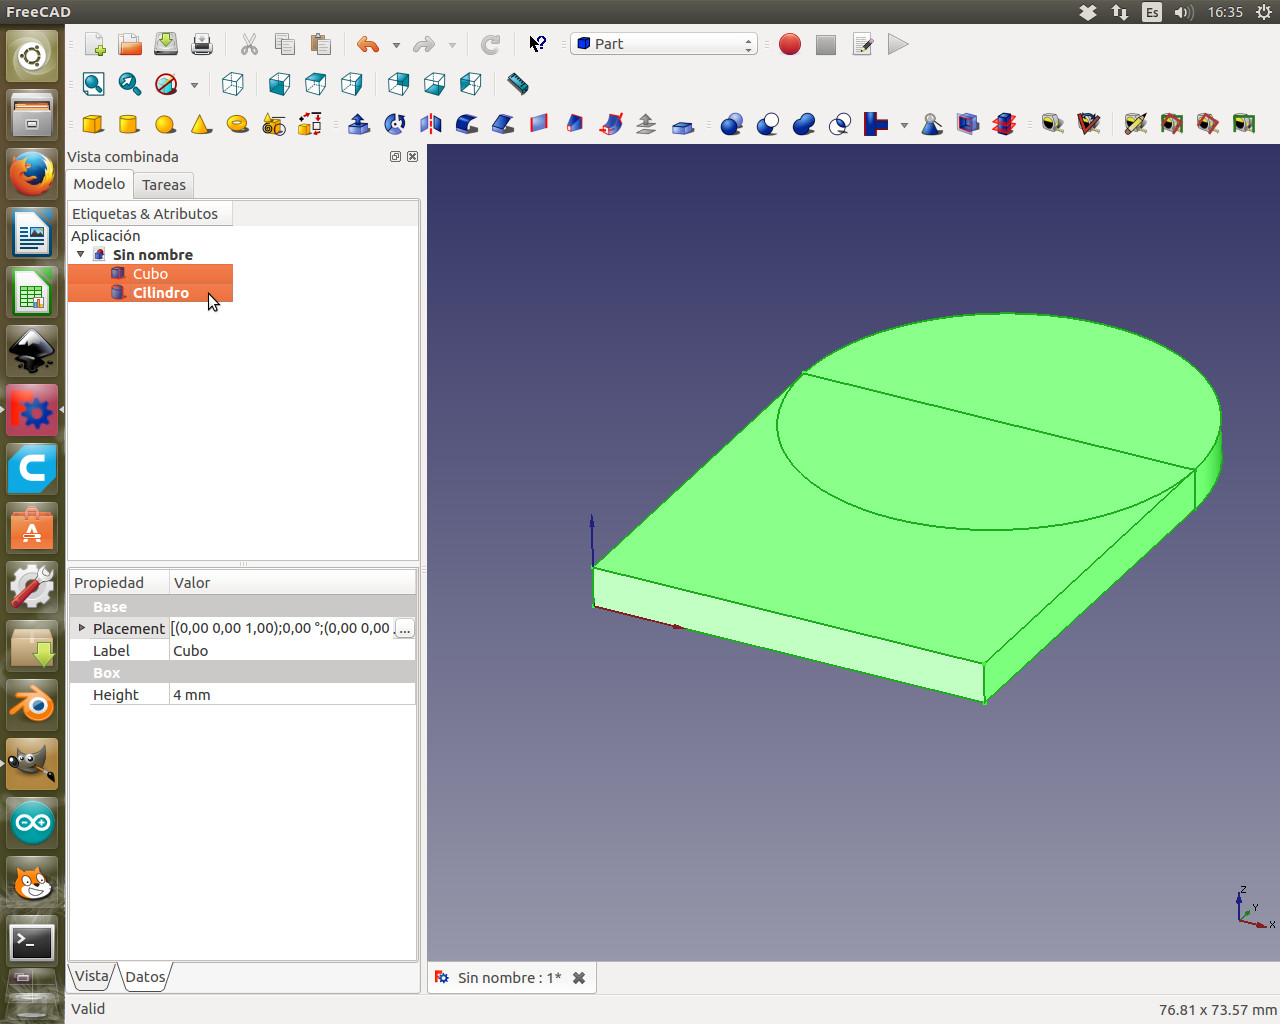 FreeCAD
Es
16:35
Part
Vista combinada
Modelo
Tareas
Etiquetas & Atributos
Aplicación
Sin nombre
Cubo
Cilindro
Propiedad
Valor
Base
Placement
[(0,00 0,00 1,00);0,00 °;(0,00 0,00 .
...
Label
Cubo
Box
Height
4 mm
Z
Y
X
Vista
Datos
Sin nombre : 1*
Valid
76.81 x 73.57 mm